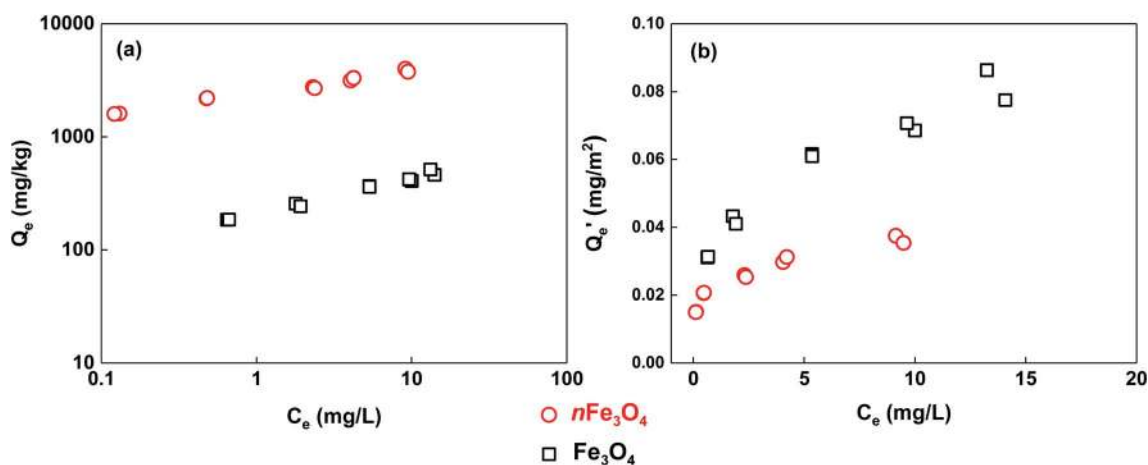 (a)
10000
1000
100
10
Qe (mg/kg)
0.1 1 10 100
Ce (mg/L)
(b)
0.10
0.08
0.06
0.04
0.02
0.00
Qe' (mg/m²)
0 5 10 15 20
Ce (mg/L)
nFe₃O₄
Fe₃O₄